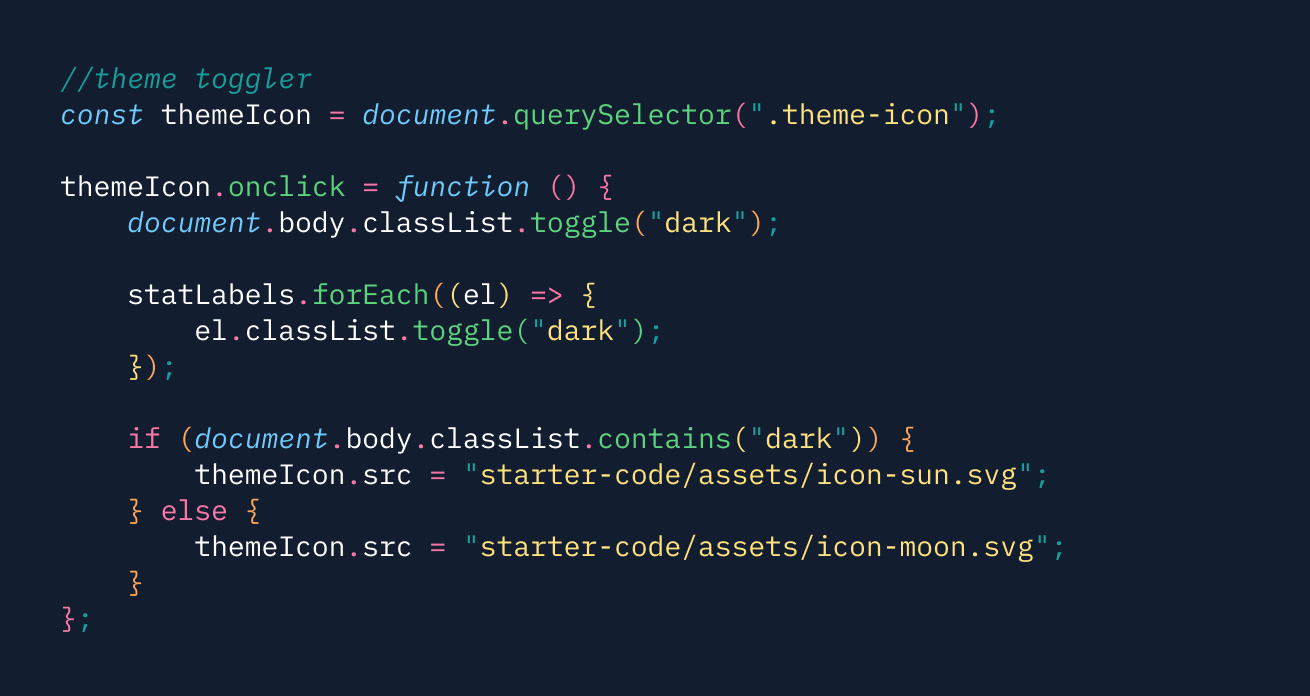 //theme toggler
const themeIcon = document.querySelector(".theme-icon");

themeIcon.onclick = function () {
    document.body.classList.toggle("dark");

    statLabels.forEach((el) => {
        el.classList.toggle("dark");
    });

    if (document.body.classList.contains("dark")) {
        themeIcon.src = "starter-code/assets/icon-sun.svg";
    } else {
        themeIcon.src = "starter-code/assets/icon-moon.svg";
    }
};